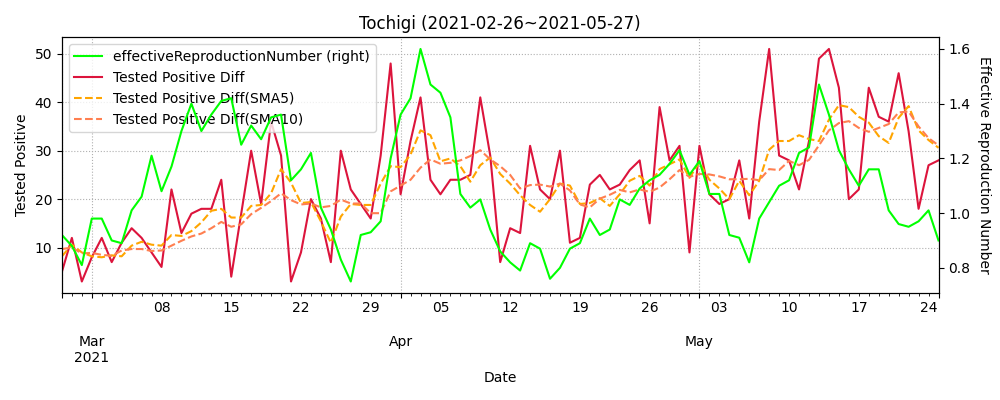 Tochigi (2021-02-26~2021-05-27)
effectiveReproductionNumber (right)
Tested Positive Diff
Tested Positive Diff(SMA5)
Tested Positive Diff(SMA10)
Tested Positive
50
40
30
20
10
1.6
1.4
1.2
1.0
0.8
Effective Reproduction Number
08 15 22 29 05 12 19 26 03 10 17 24
Mar Apr May
2021
Date